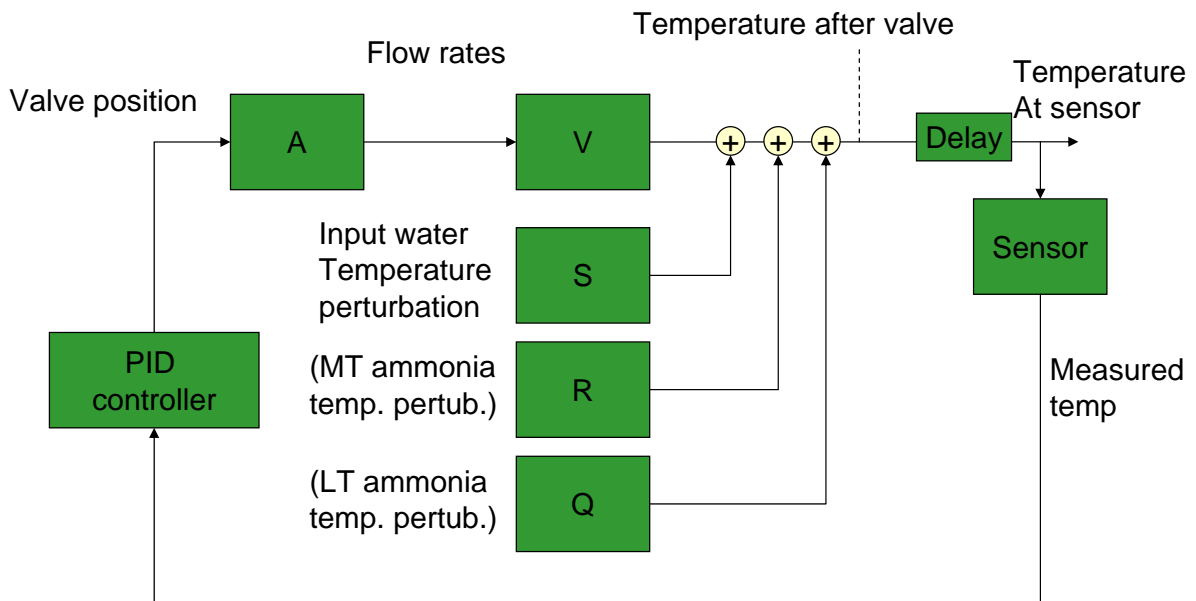 Temperature after valve
Flow rates
Temperature
At sensor
Valve position
A
V
+
+
+
Delay
Input water
Temperature
perturbation
S
Sensor
PID
controller
(MT ammonia
temp. pertub.)
R
Measured
temp
(LT ammonia
temp. pertub.)
Q